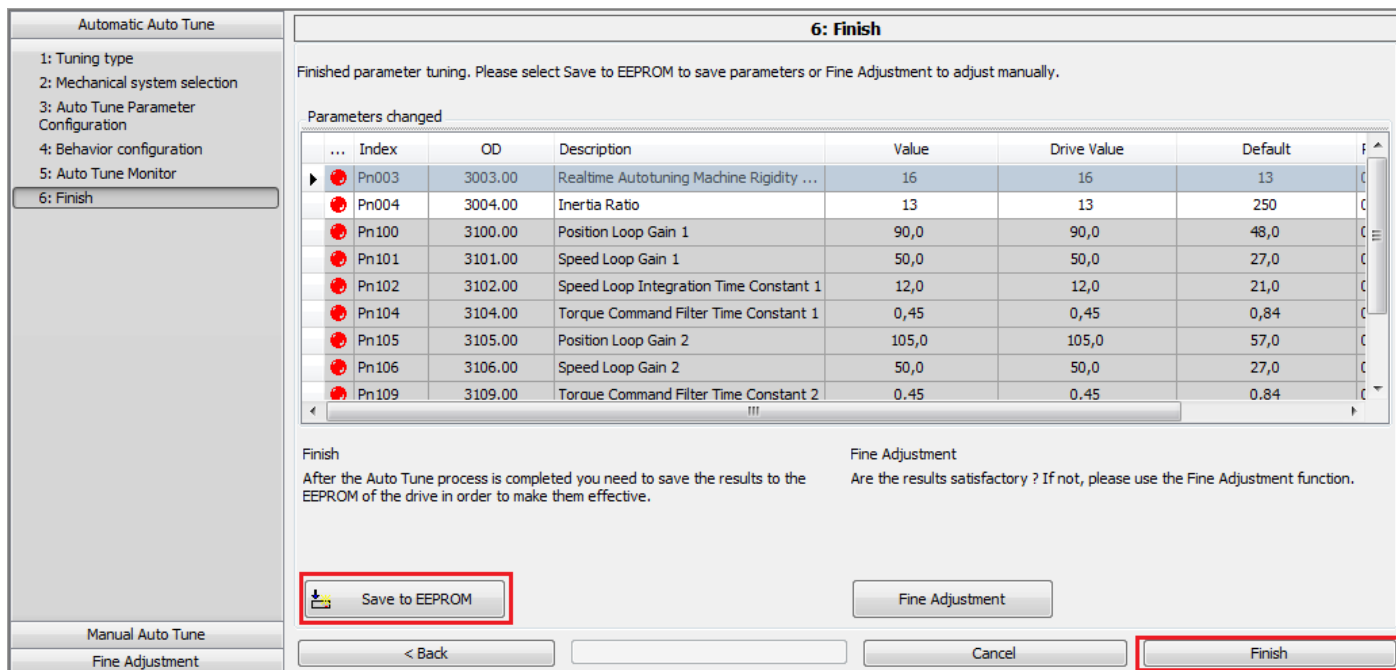 Automatic Auto Tune
1: Tuning type
2: Mechanical system selection
3: Auto Tune Parameter
Configuration
4: Behavior configuration
5: Auto Tune Monitor
6: Finish
Manual Auto Tune
Fine Adjustment
6: Finish
Finished parameter tuning. Please select Save to EEPROM to save parameters or Fine Adjustment to adjust manually.
Parameters changed
... Index OD Description Value Drive Value Default
Pn003 3003.00 Realtime Autotuning Machine Rigidity ... 16 16 13
Pn004 3004.00 Inertia Ratio 13 13 250
Pn100 3100.00 Position Loop Gain 1 90,0 90,0 48,0
Pn101 3101.00 Speed Loop Gain 1 50,0 50,0 27,0
Pn102 3102.00 Speed Loop Integration Time Constant 1 12,0 12,0 21,0
Pn104 3104.00 Torque Command Filter Time Constant 1 0,45 0,45 0,84
Pn105 3105.00 Position Loop Gain 2 105,0 105,0 57,0
Pn106 3106.00 Speed Loop Gain 2 50,0 50,0 27,0
Pn109 3109.00 Torque Command Filter Time Constant 2 0,45 0,45 0,84
Finish
After the Auto Tune process is completed you need to save the results to the
EEPROM of the drive in order to make them effective.
Fine Adjustment
Are the results satisfactory ? If not, please use the Fine Adjustment function.
Save to EEPROM
Fine Adjustment
< Back
Cancel
Finish